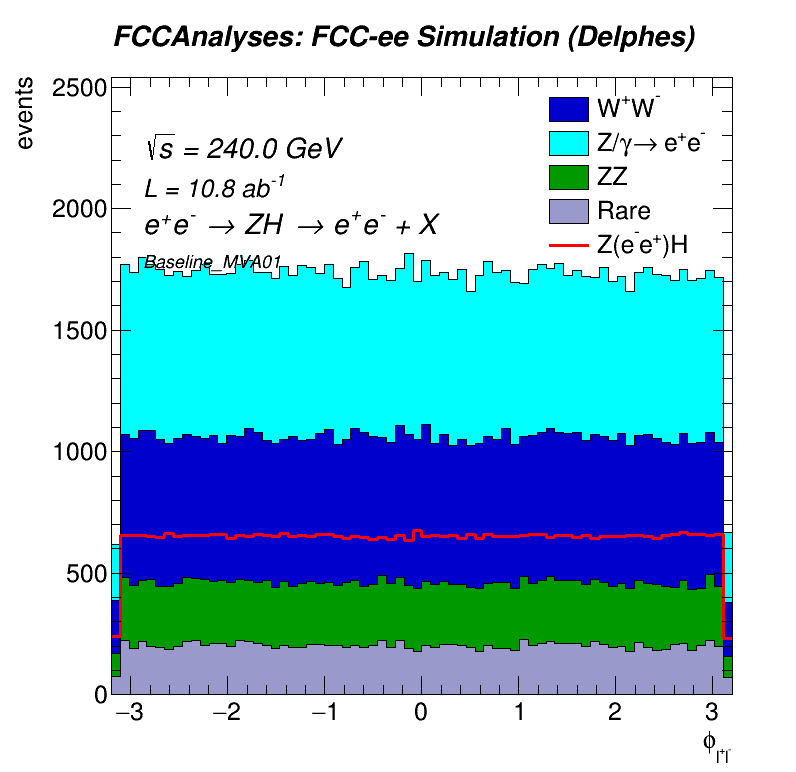 FCCAnalyses: FCC-ee Simulation (Delphes)
events
2500
2000
1500
1000
500
0
√s = 240.0 GeV
L = 10.8 ab⁻¹
e⁺e⁻ → ZH → e⁺e⁻ + X
Baseline_MVA01
W⁺W⁻
Z/γ→ e⁺e⁻
ZZ
Rare
Z(e⁻e⁺)H
−3 −2 −1 0 1 2 3
ϕ_l⁺l⁻